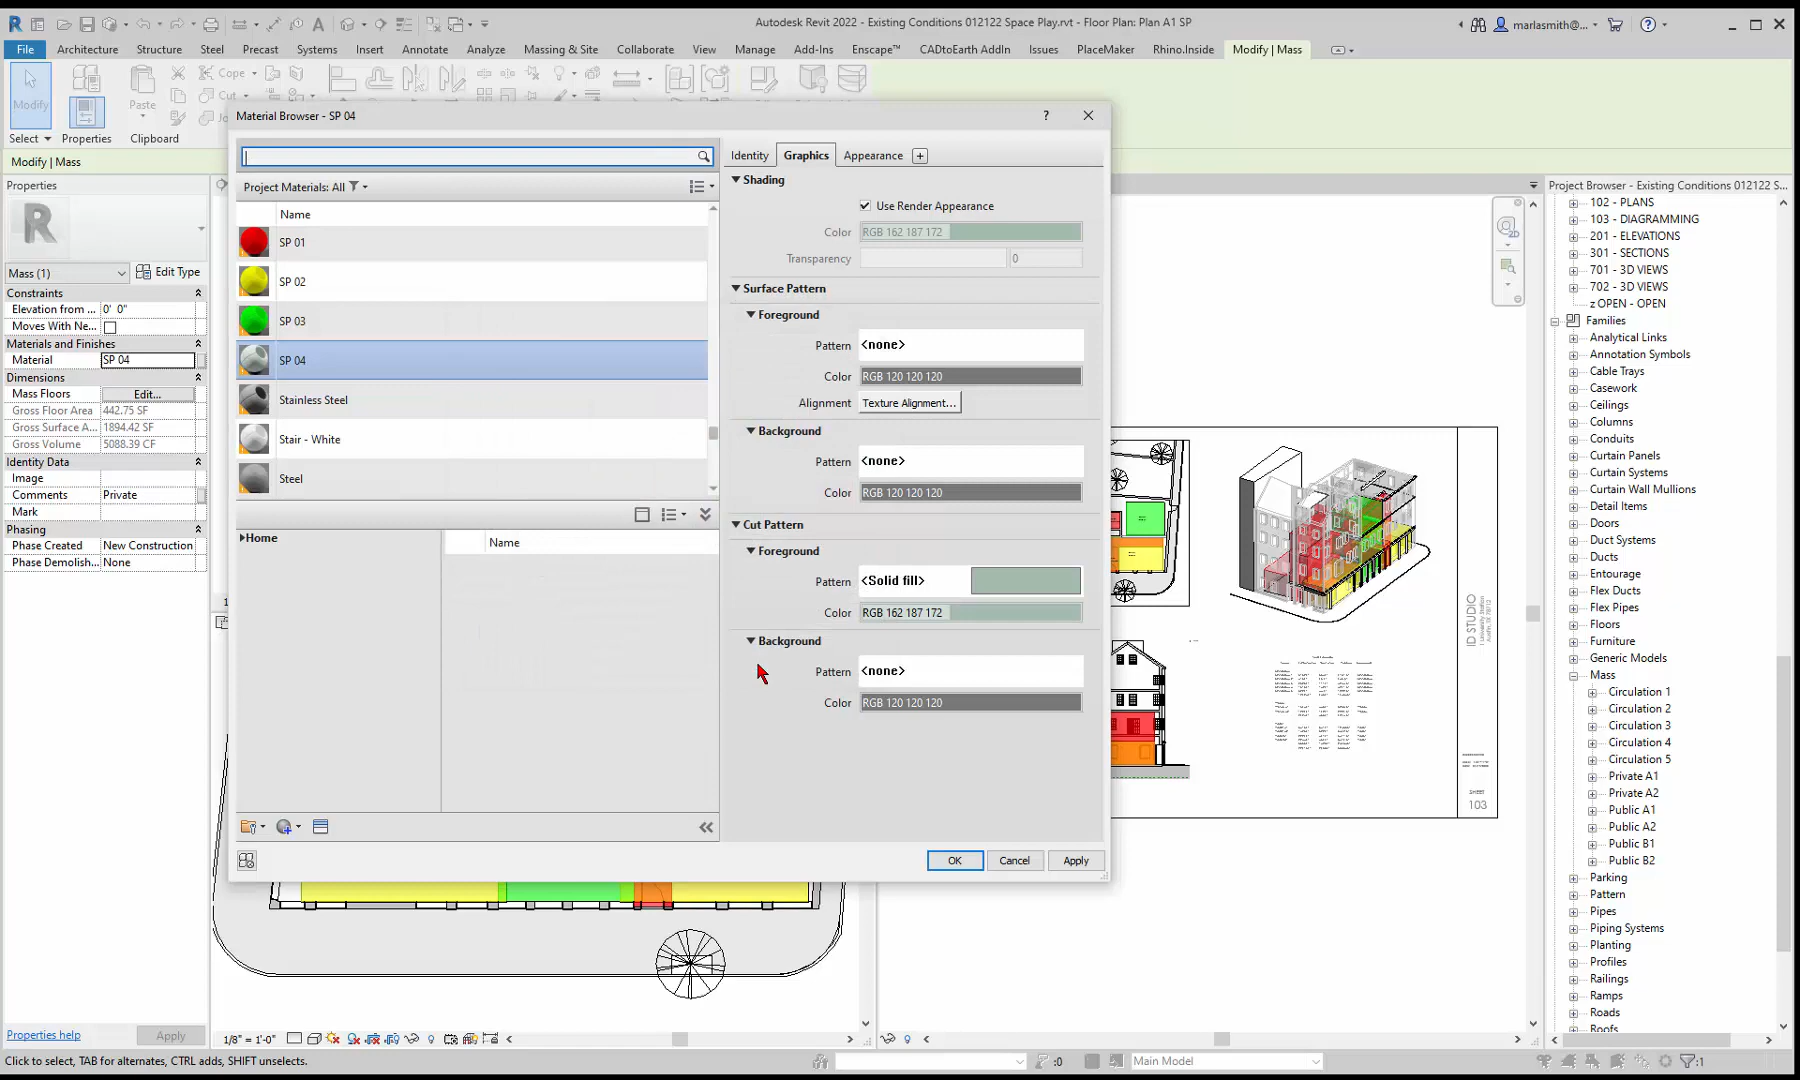 Autodesk Revit 2022 - Existing Conditions 012122 Space Play.rvt - Floor Plan: Plan A1 SP
marlasmith@...
File Architecture Structure Steel Precast Systems Insert Annotate Analyze Massing & Site Collaborate View Manage Add-Ins Enscape™ CADtoEarth AddIn Issues PlaceMaker Rhino.Inside Modify | Mass
Modify
Paste
Cope
Cut
Select Properties Clipboard
Modify | Mass
Properties
Mass (1)
Edit Type
Constraints
Elevation from ... 0' 0"
Moves With Ne...
Materials and Finishes
Material SP 04
Dimensions
Mass Floors Edit...
Gross Floor Area 442.75 SF
Gross Surface A... 1894.42 SF
Gross Volume 5088.39 CF
Identity Data
Image
Comments Private
Mark
Phasing
Phase Created New Construction
Phase Demolish... None
Properties help
Apply
Material Browser - SP 04
?
Project Materials: All
Name
SP 01
SP 02
SP 03
SP 04
Stainless Steel
Stair - White
Steel
Home
Name
Identity Graphics Appearance
Shading
Use Render Appearance
Color RGB 162 187 172
Transparency 0
Surface Pattern
Foreground
Pattern <none>
Color RGB 120 120 120
Alignment Texture Alignment...
Background
Pattern <none>
Color RGB 120 120 120
Cut Pattern
Foreground
Pattern <Solid fill>
Color RGB 162 187 172
Background
Pattern <none>
Color RGB 120 120 120
OK Cancel Apply
2D
ID STUDIO
SHEET
103
Project Browser - Existing Conditions 012122 S...
102 - PLANS
103 - DIAGRAMMING
201 - ELEVATIONS
301 - SECTIONS
701 - 3D VIEWS
702 - 3D VIEWS
z OPEN - OPEN
Families
Analytical Links
Annotation Symbols
Cable Trays
Casework
Ceilings
Columns
Conduits
Curtain Panels
Curtain Systems
Curtain Wall Mullions
Detail Items
Doors
Duct Systems
Ducts
Entourage
Flex Ducts
Flex Pipes
Floors
Furniture
Generic Models
Mass
Circulation 1
Circulation 2
Circulation 3
Circulation 4
Circulation 5
Private A1
Private A2
Public A1
Public A2
Public B1
Public B2
Parking
Pattern
Pipes
Piping Systems
Planting
Profiles
Railings
Ramps
Roads
Roofs
1/8" = 1'-0"
Click to select, TAB for alternates, CTRL adds, SHIFT unselects.
:0
Main Model
:1